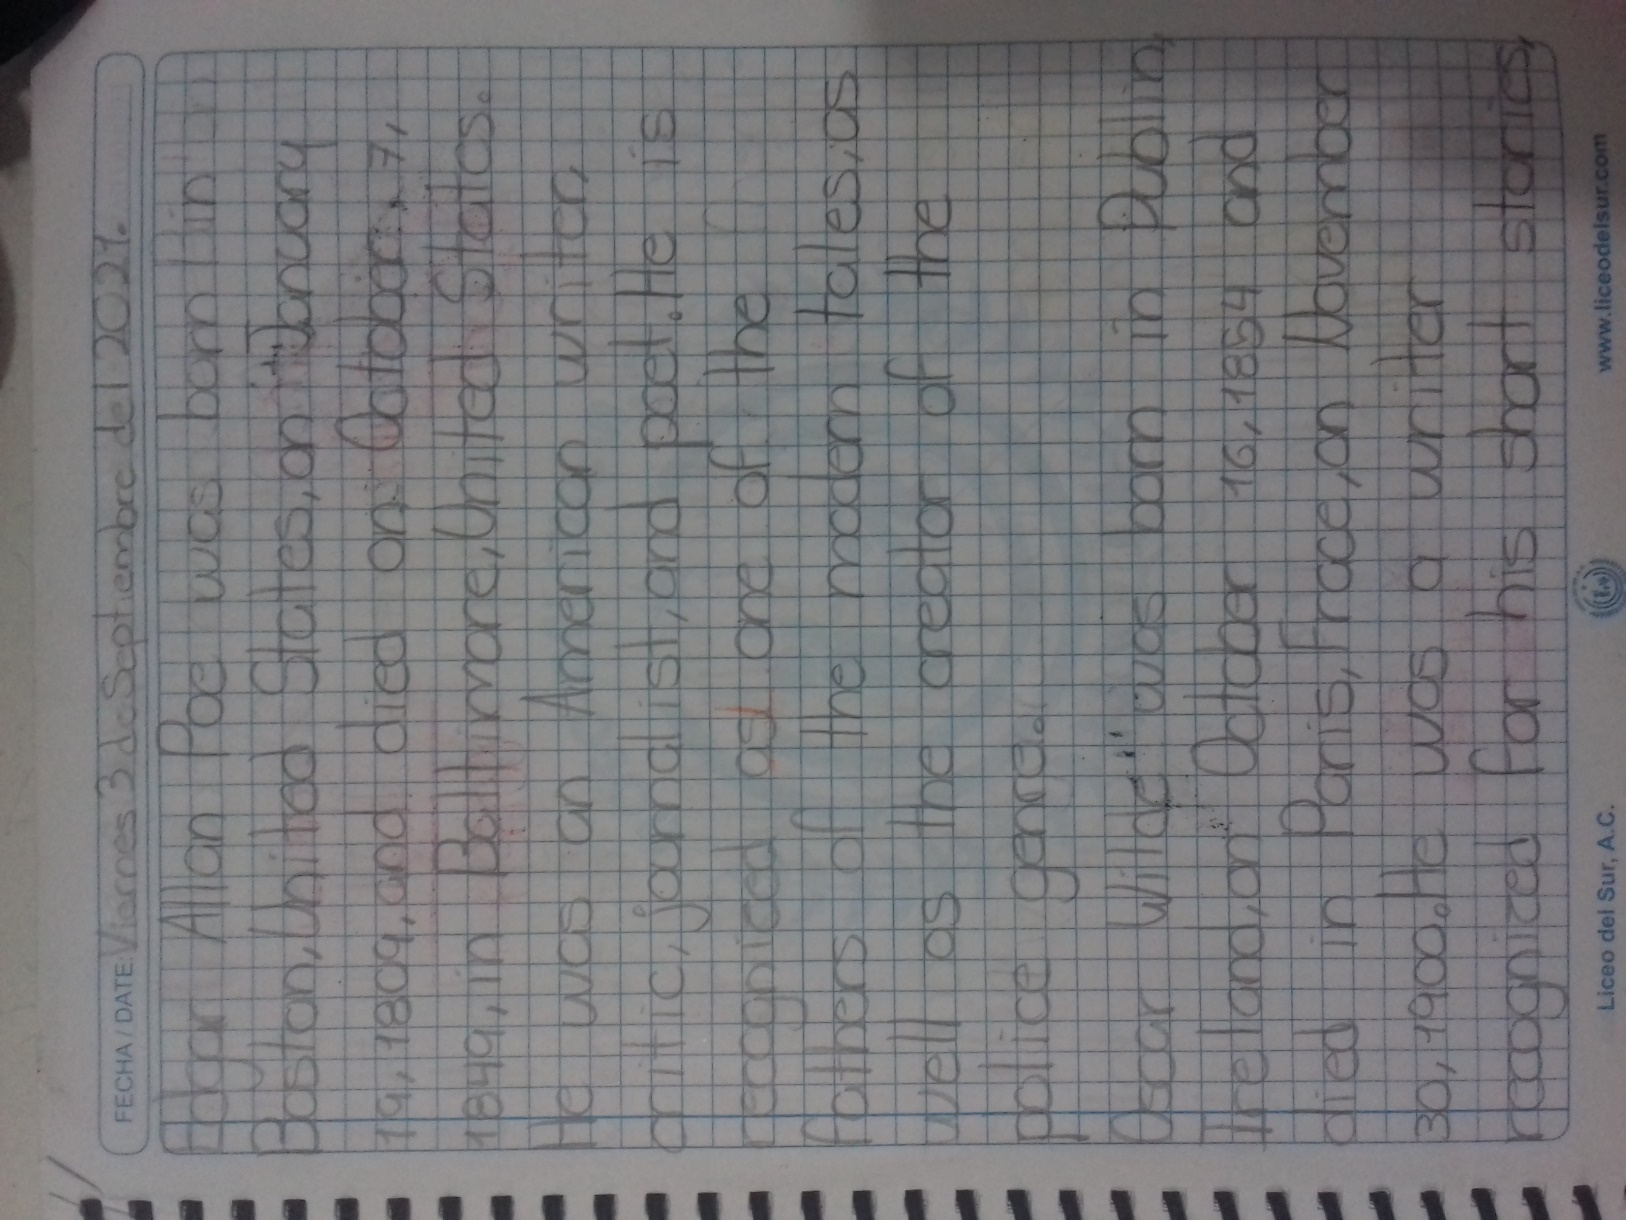 FECHA / DATE: Viernes 3 de Septiembre del 2021.
Edgar Allan Poe was born in
Boston, United States, on January
19, 1809, and died on October 7,
1849, in Baltimore, United States.
He was an American writer,
critic, journalist, and poet. He is
recognized as one of the
fathers of the modern tales, as
well as the creator of the
police genre.
Oscar Wilde was born in Dublin,
Ireland, on October 16, 1854 and
died in Paris, Frace, on November
30, 1900. He was a writer
recognized for his short stories,
Liceo del Sur, A.C.
www.liceodelsur.com